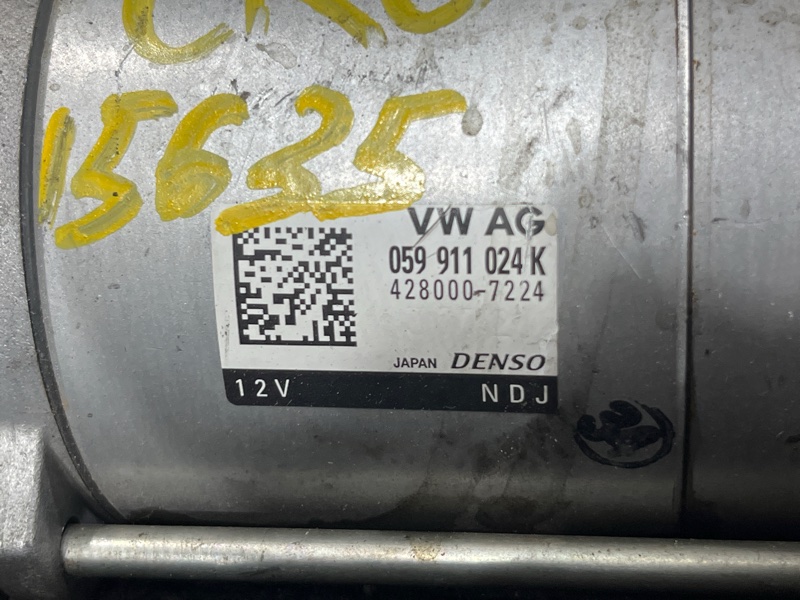 15625
VW AG
059 911 024 K
428000-7224
JAPAN DENSO
12V NDJ